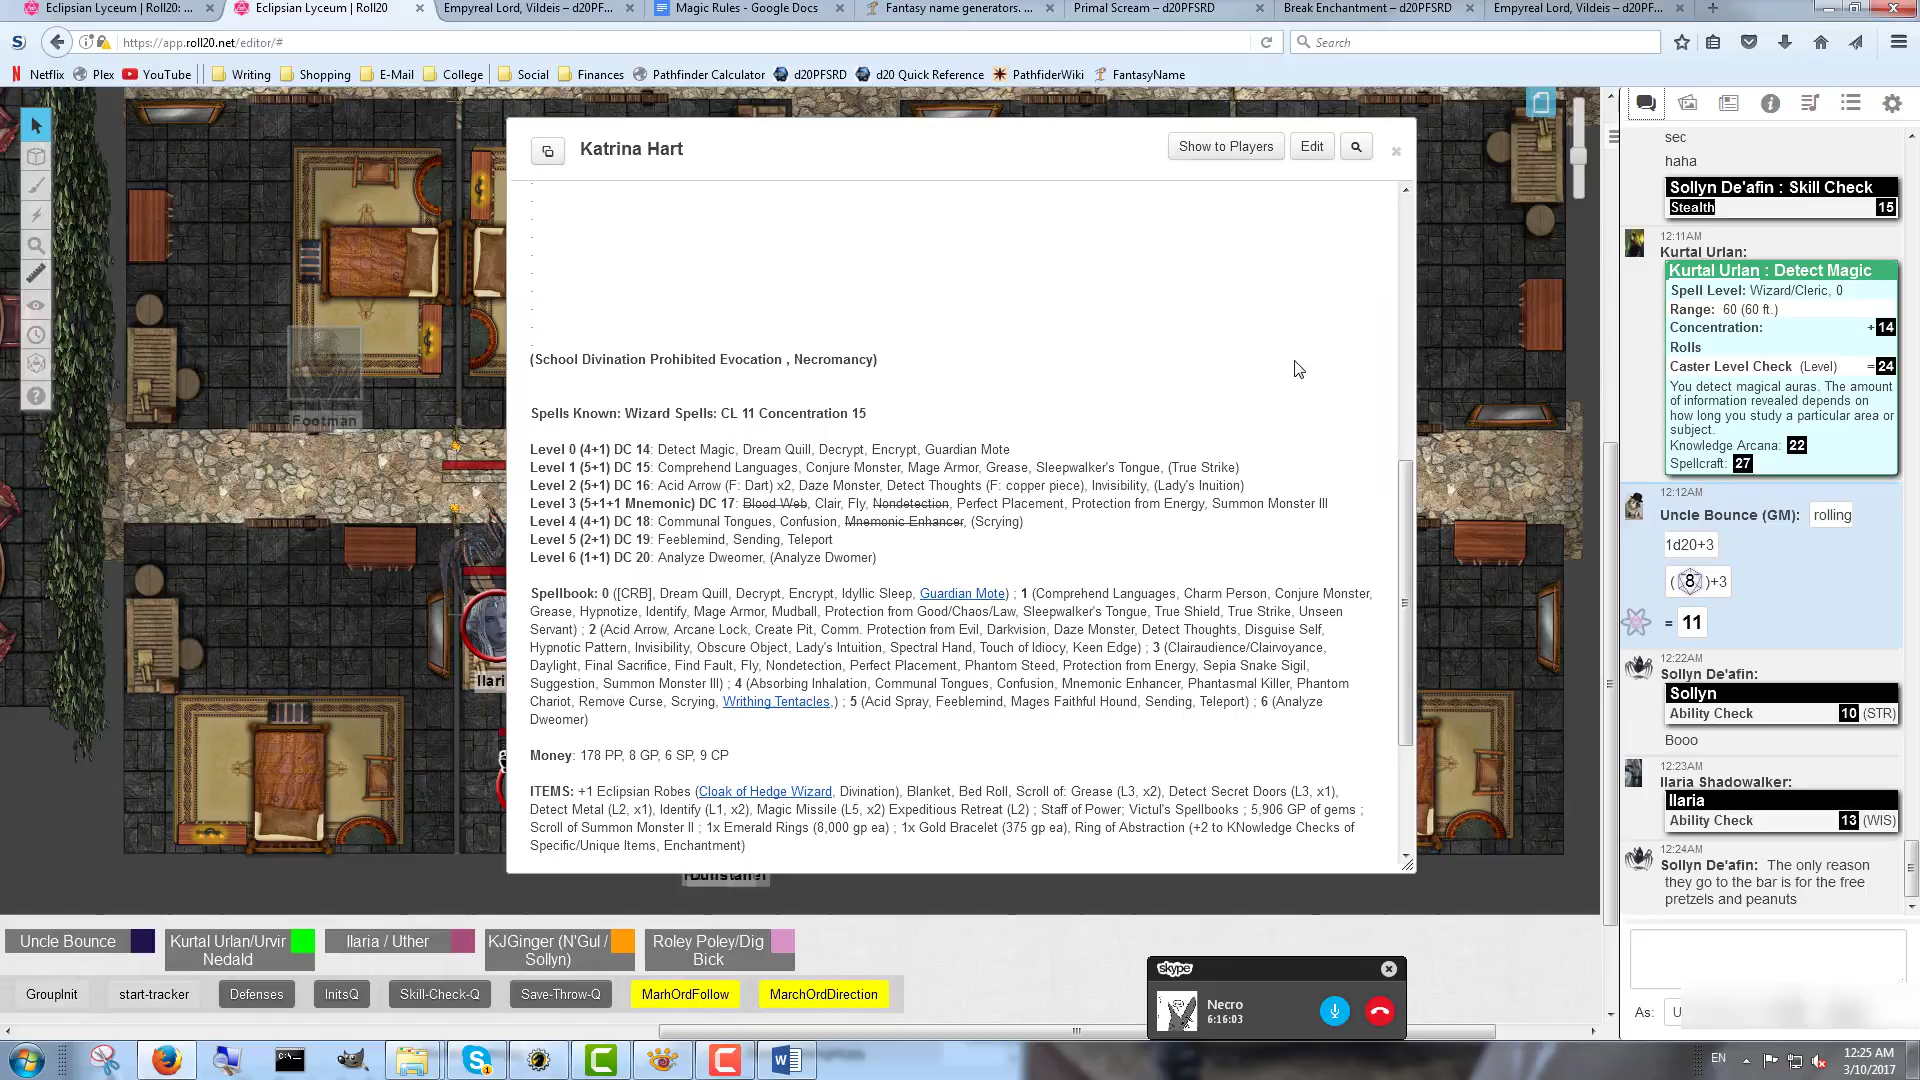 Eclipsian Lyceum | Roll20: ... × Eclipsian Lyceum | Roll20 × Empyreal Lord, Vildeis – d20PF... × Magic Rules - Google Docs × Fantasy name generators. ... × Primal Scream – d20PFSRD × Break Enchantment – d20PFSRD × Empyreal Lord, Vildeis – d20PF... × +
https://app.roll20.net/editor/# Search
Netflix Plex YouTube Writing Shopping E-Mail College Social Finances Pathfinder Calculator d20PFSRD d20 Quick Reference PathfiderWiki FantasyName
Katrina Hart Show to Players Edit
(School Divination Prohibited Evocation , Necromancy)
Spells Known: Wizard Spells: CL 11 Concentration 15
Level 0 (4+1) DC 14: Detect Magic, Dream Quill, Decrypt, Encrypt, Guardian Mote
Level 1 (5+1) DC 15: Comprehend Languages, Conjure Monster, Mage Armor, Grease, Sleepwalker's Tongue, (True Strike)
Level 2 (5+1) DC 16: Acid Arrow (F: Dart) x2, Daze Monster, Detect Thoughts (F: copper piece), Invisibility, (Lady's Inuition)
Level 3 (5+1+1 Mnemonic) DC 17: Blood Web, Clair, Fly, Nondetection, Perfect Placement, Protection from Energy, Summon Monster III
Level 4 (4+1) DC 18: Communal Tongues, Confusion, Mnemonic Enhancer, (Scrying)
Level 5 (2+1) DC 19: Feeblemind, Sending, Teleport
Level 6 (1+1) DC 20: Analyze Dweomer, (Analyze Dwomer)
Spellbook: 0 ([CRB], Dream Quill, Decrypt, Encrypt, Idyllic Sleep, Guardian Mote) ; 1 (Comprehend Languages, Charm Person, Conjure Monster,
Grease, Hypnotize, Identify, Mage Armor, Mudball, Protection from Good/Chaos/Law, Sleepwalker's Tongue, True Shield, True Strike, Unseen
Servant) ; 2 (Acid Arrow, Arcane Lock, Create Pit, Comm. Protection from Evil, Darkvision, Daze Monster, Detect Thoughts, Disguise Self,
Hypnotic Pattern, Invisibility, Obscure Object, Lady's Intuition, Spectral Hand, Touch of Idiocy, Keen Edge) ; 3 (Clairaudience/Clairvoyance,
Daylight, Final Sacrifice, Find Fault, Fly, Nondetection, Perfect Placement, Phantom Steed, Protection from Energy, Sepia Snake Sigil,
Suggestion, Summon Monster III) ; 4 (Absorbing Inhalation, Communal Tongues, Confusion, Mnemonic Enhancer, Phantasmal Killer, Phantom
Chariot, Remove Curse, Scrying, Writhing Tentacles,) ; 5 (Acid Spray, Feeblemind, Mages Faithful Hound, Sending, Teleport) ; 6 (Analyze
Dweomer)
Money: 178 PP, 8 GP, 6 SP, 9 CP
ITEMS: +1 Eclipsian Robes (Cloak of Hedge Wizard, Divination), Blanket, Bed Roll, Scroll of: Grease (L3, x2), Detect Secret Doors (L3, x1),
Detect Metal (L2, x1), Identify (L1, x2), Magic Missile (L5, x2) Expeditious Retreat (L2) ; Staff of Power; Victul's Spellbooks ; 5,906 GP of gems ;
Scroll of Summon Monster II ; 1x Emerald Rings (8,000 gp ea) ; 1x Gold Bracelet (375 gp ea), Ring of Abstraction (+2 to KNowledge Checks of
Specific/Unique Items, Enchantment)
Footman
Ilari
sec
haha
Sollyn De'afin : Skill Check
Stealth 15
12:11AM
Kurtal Urlan:
Kurtal Urlan : Detect Magic
Spell Level: Wizard/Cleric, 0
Range: 60 (60 ft.)
Concentration: +14
Rolls
Caster Level Check (Level) =24
You detect magical auras. The amount
of information revealed depends on
how long you study a particular area or
subject.
Knowledge Arcana: 22
Spellcraft: 27
12:12AM
Uncle Bounce (GM): rolling
1d20+3
(8)+3
= 11
12:22AM
Sollyn De'afin:
Sollyn
Ability Check 10 (STR)
Booo
12:23AM
Ilaria Shadowalker:
Ilaria
Ability Check 13 (WIS)
12:24AM
Sollyn De'afin: The only reason
they go to the bar is for the free
pretzels and peanuts
As: U
Uncle Bounce
Kurtal Urlan/Urvir
Nedald
Ilaria / Uther
KJGinger (N'Gul /
Sollyn)
Roley Poley/Dig
Bick
GroupInit start-tracker Defenses InitsQ Skill-Check-Q Save-Throw-Q MarhOrdFollow MarchOrdDirection
skype
Necro
6:16:03
EN 12:25 AM
3/10/2017